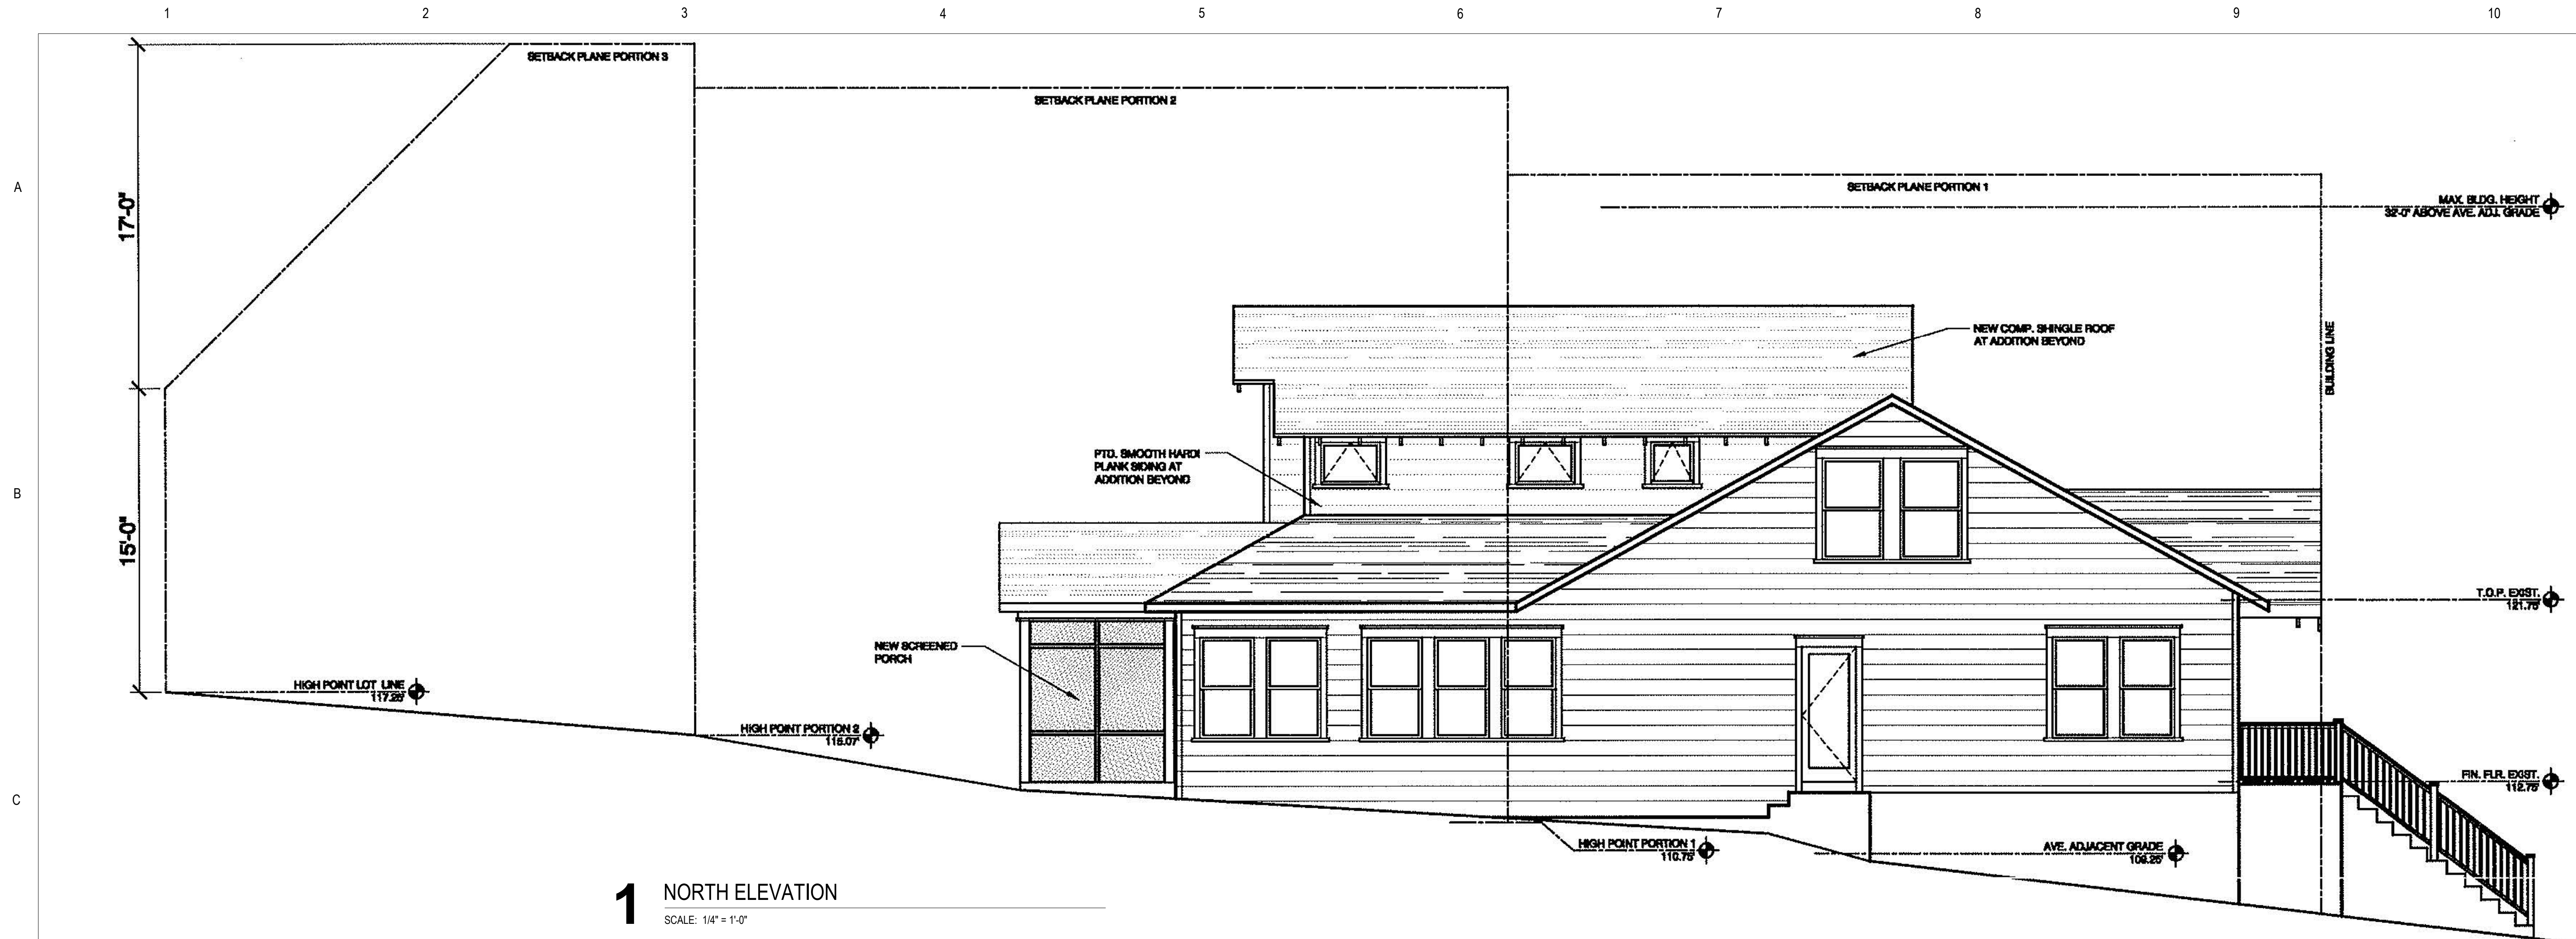 1 2 3 4 5 6 7 8 9 10
SETBACK PLANE PORTION 3
SETBACK PLANE PORTION 2
A
17'-0"
SETBACK PLANE PORTION 1
MAX. BLDG. HEIGHT
32'-0" ABOVE AVE. ADJ. GRADE
NEW COMP. SHINGLE ROOF
AT ADDITION BEYOND
BUILDING LINE
PTD. SMOOTH HARDI
PLANK SIDING AT
ADDITION BEYOND
B
15'-0"
T.O.P. EXIST.
121.75'
NEW SCREENED
PORCH
HIGH POINT LOT LINE
117.25'
HIGH POINT PORTION 2
115.07'
FIN. FLR. EXIST.
112.75'
C
HIGH POINT PORTION 1
110.75'
AVE. ADJACENT GRADE
109.25'
1 NORTH ELEVATION
SCALE: 1/4" = 1'-0"